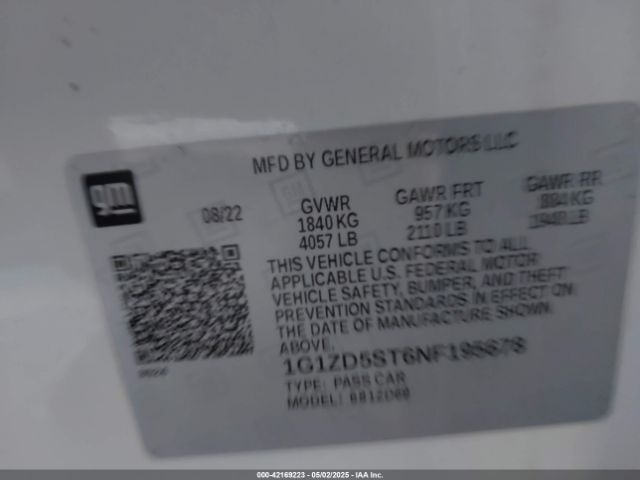 MFD BY GENERAL MOTORS LLC
gm
08/22
GVWR GAWR FRT GAWR RR
1840 KG 957 KG 884 KG
4057 LB 2110 LB
THIS VEHICLE CONFORMS TO ALL
APPLICABLE U.S. FEDERAL MOTOR
VEHICLE SAFETY, BUMPER, AND THEFT
PREVENTION STANDARDS IN EFFECT ON
THE DATE OF MANUFACTURE SHOWN ABOVE.
TYPE: PASS CAR
MODEL:
000-42169223 - 05/02/2025 - IAA Inc.